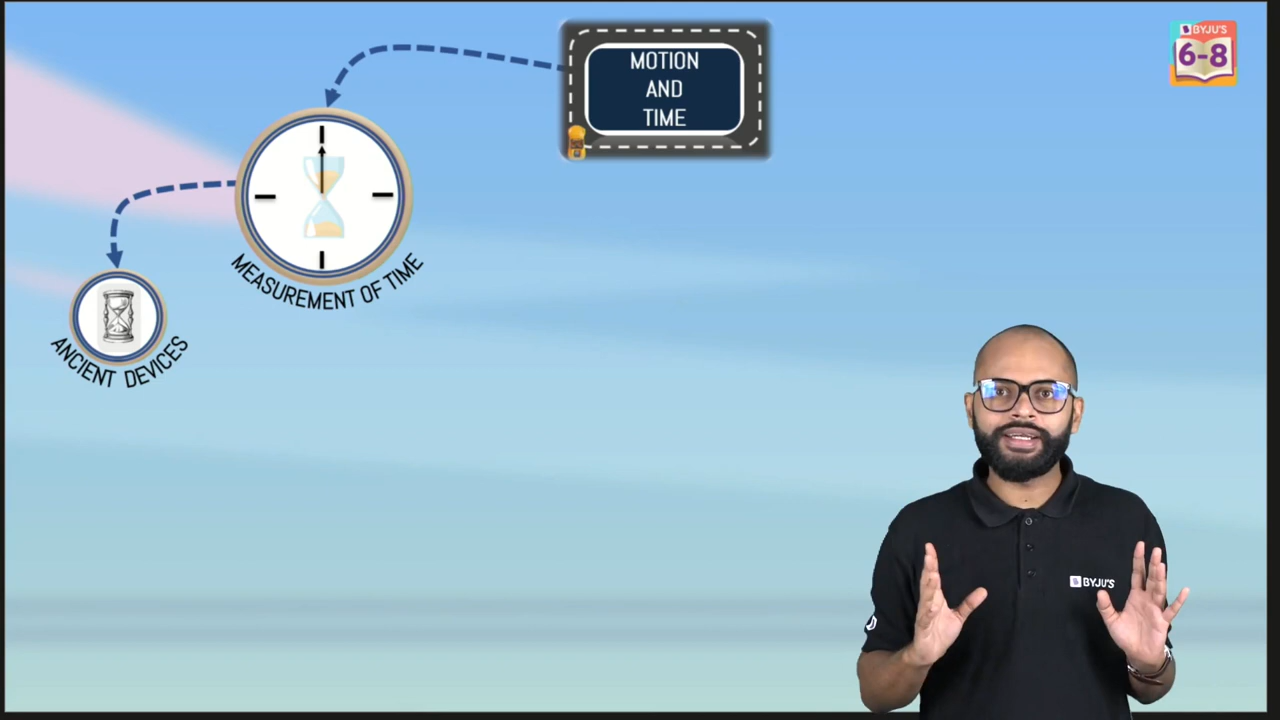 MOTION
AND
TIME
BYJU'S
6-8
MEASUREMENT OF TIME
ANCIENT DEVICES
BYJU'S